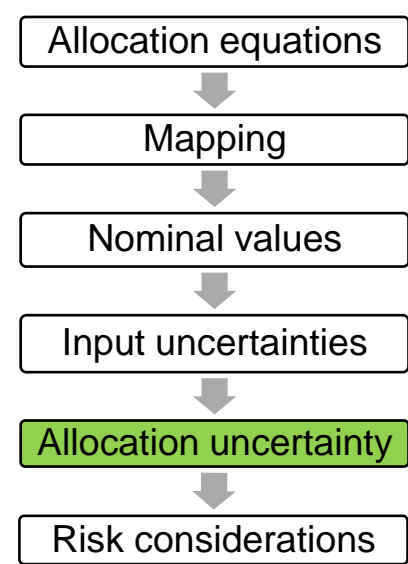 Allocation equations
Mapping
Nominal values
Input uncertainties
Allocation uncertainty
Risk considerations